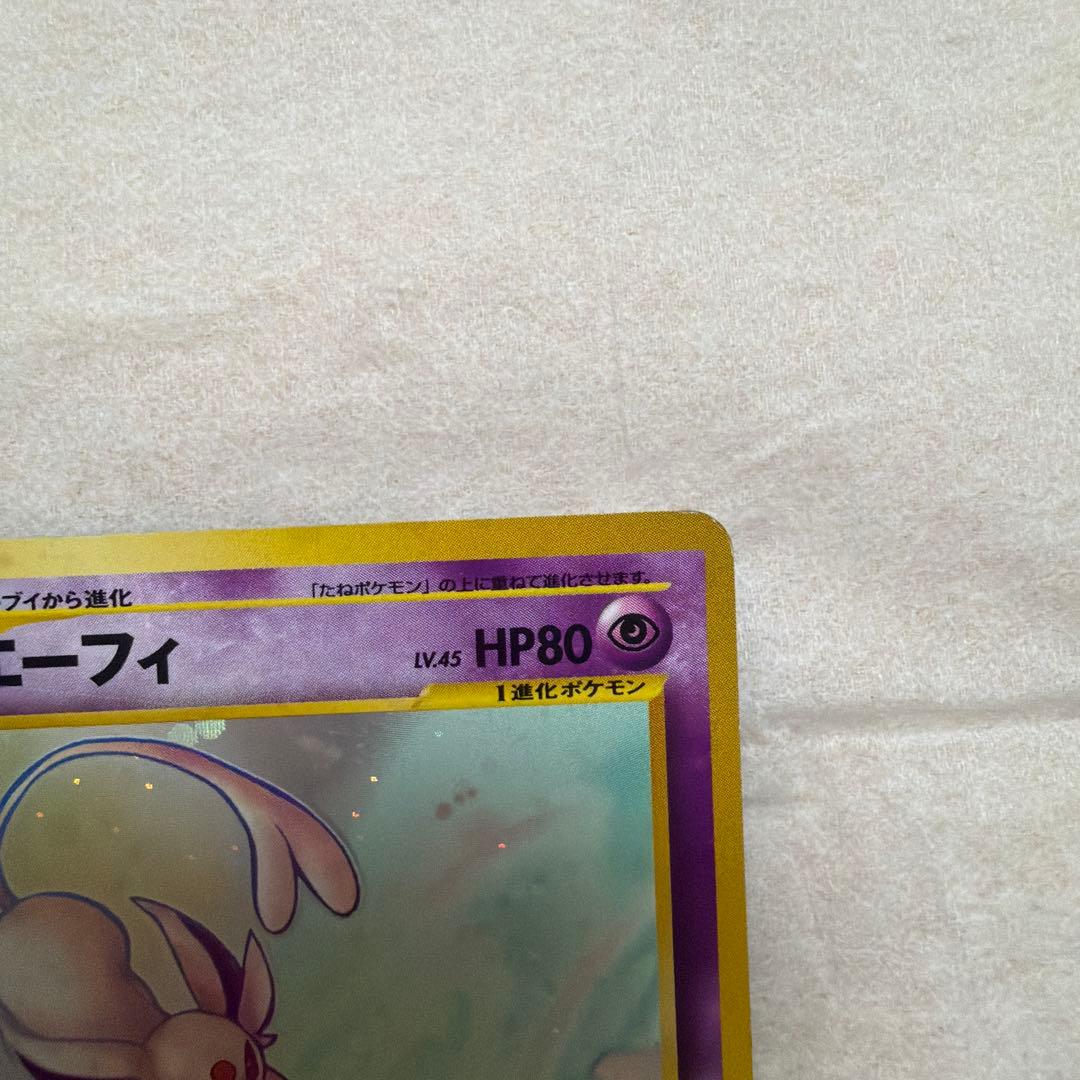 ブイから進化 「たねポケモン」の上に重ねて進化させます。
エーフィ LV.45 HP80
1進化ポケモン